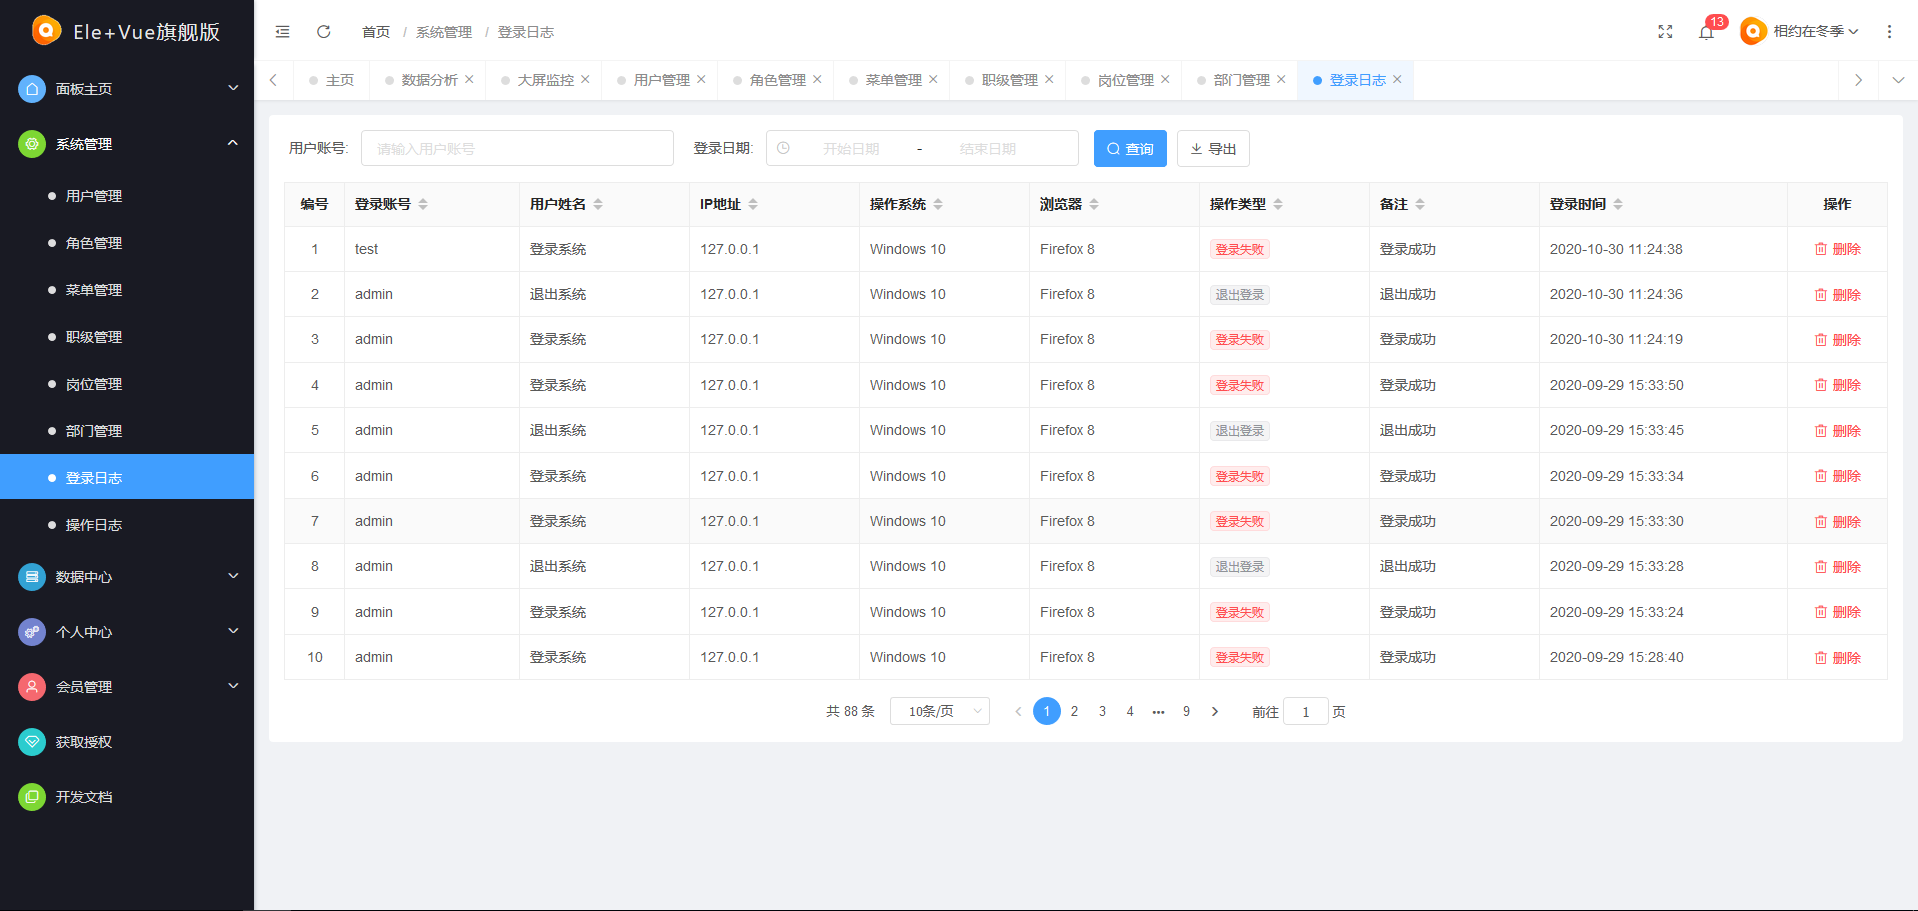 Ele+Vue旗舰版
面板主页
系统管理
用户管理
角色管理
菜单管理
职级管理
岗位管理
部门管理
登录日志
操作日志
数据中心
个人中心
会员管理
获取授权
开发文档
首页 / 系统管理 / 登录日志
13
相约在冬季
主页 数据分析 大屏监控 用户管理 角色管理 菜单管理 职级管理 岗位管理 部门管理 登录日志
用户账号: 请输入用户账号 登录日期: 开始日期 - 结束日期 查询 导出
编号 登录账号 用户姓名 IP地址 操作系统 浏览器 操作类型 备注 登录时间 操作
1 test 登录系统 127.0.0.1 Windows 10 Firefox 8 登录失败 登录成功 2020-10-30 11:24:38 删除
2 admin 退出系统 127.0.0.1 Windows 10 Firefox 8 退出登录 退出成功 2020-10-30 11:24:36 删除
3 admin 登录系统 127.0.0.1 Windows 10 Firefox 8 登录失败 登录成功 2020-10-30 11:24:19 删除
4 admin 登录系统 127.0.0.1 Windows 10 Firefox 8 登录失败 登录成功 2020-09-29 15:33:50 删除
5 admin 退出系统 127.0.0.1 Windows 10 Firefox 8 退出登录 退出成功 2020-09-29 15:33:45 删除
6 admin 登录系统 127.0.0.1 Windows 10 Firefox 8 登录失败 登录成功 2020-09-29 15:33:34 删除
7 admin 登录系统 127.0.0.1 Windows 10 Firefox 8 登录失败 登录成功 2020-09-29 15:33:30 删除
8 admin 退出系统 127.0.0.1 Windows 10 Firefox 8 退出登录 退出成功 2020-09-29 15:33:28 删除
9 admin 登录系统 127.0.0.1 Windows 10 Firefox 8 登录失败 登录成功 2020-09-29 15:33:24 删除
10 admin 登录系统 127.0.0.1 Windows 10 Firefox 8 登录失败 登录成功 2020-09-29 15:28:40 删除
共 88 条 10条/页 1 2 3 4 ••• 9 前往 1 页